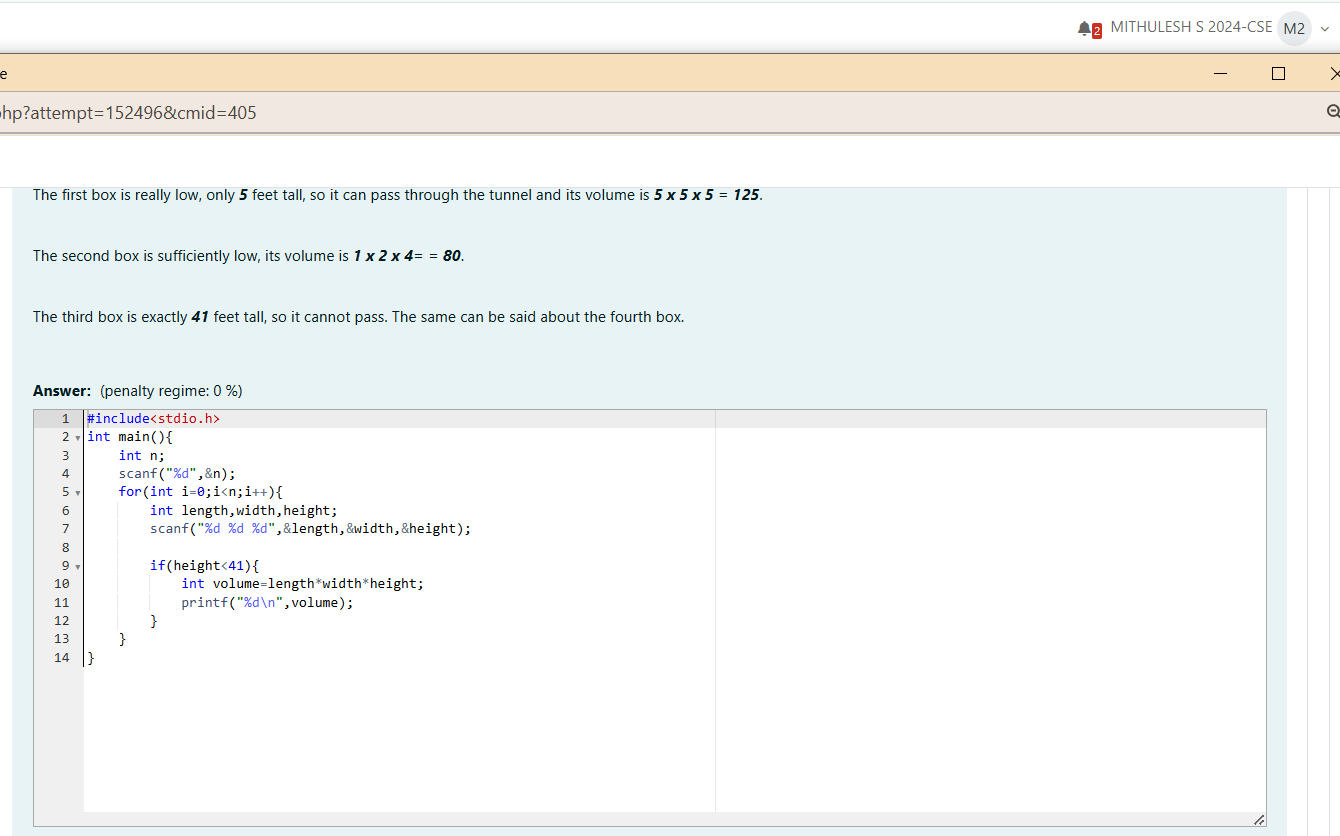 2 MITHULESH S 2024-CSE M2
e
hp?attempt=152496&cmid=405
The first box is really low, only 5 feet tall, so it can pass through the tunnel and its volume is 5 x 5 x 5 = 125.
The second box is sufficiently low, its volume is 1 x 2 x 4= = 80.
The third box is exactly 41 feet tall, so it cannot pass. The same can be said about the fourth box.
Answer: (penalty regime: 0 %)
1 #include<stdio.h>
2 int main(){
3 int n;
4 scanf("%d",&n);
5 for(int i=0;i<n;i++){
6 int length,width,height;
7 scanf("%d %d %d",&length,&width,&height);
8
9 if(height<41){
10 int volume=length*width*height;
11 printf("%d\n",volume);
12 }
13 }
14 }